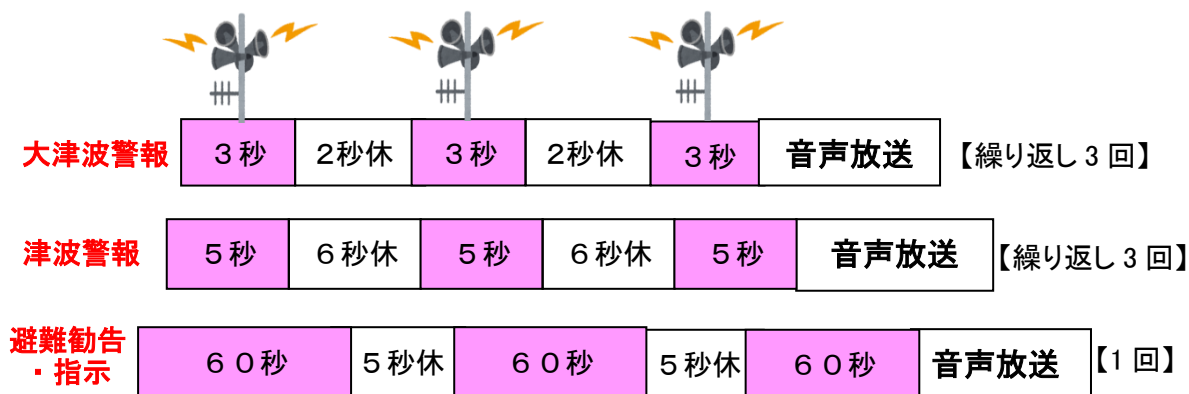 大津波警報 ３秒 ２秒休 ３秒 ２秒休 ３秒 音声放送 【繰り返し 3 回】
津波警報 ５秒 ６秒休 ５秒 ６秒休 ５秒 音声放送 【繰り返し 3 回】
避難勧告
・指示 ６０秒 ５秒休 ６０秒 ５秒休 ６０秒 音声放送 【1 回】